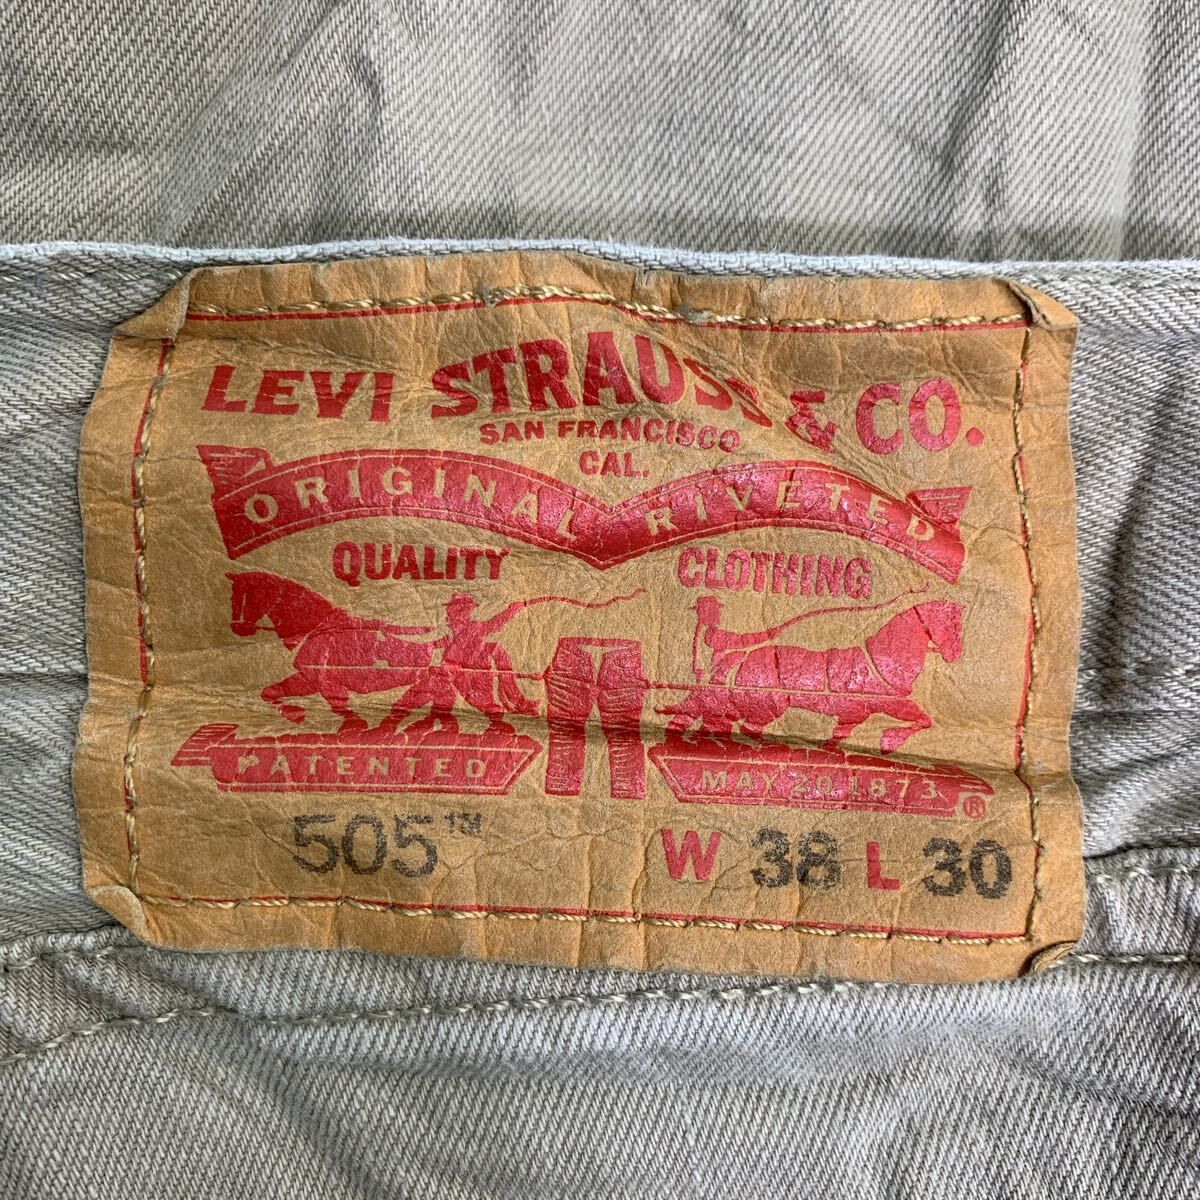 LEVI STRAUSS & CO.
SAN FRANCISCO
CAL.
ORIGINAL RIVETED
QUALITY CLOTHING
PATENTED MAY 20 1873 ®
505™ W 38 L 30